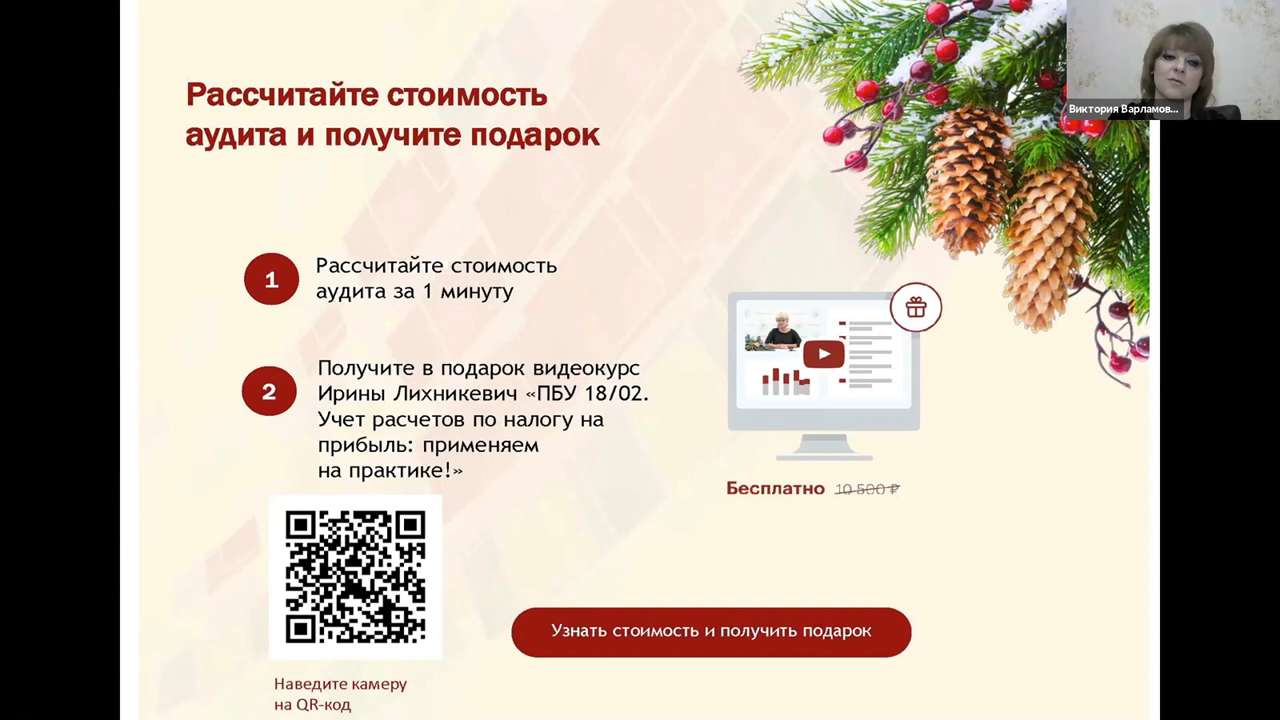 Рассчитайте стоимость
аудита и получите подарок
Виктория Варламов...
1
Рассчитайте стоимость
аудита за 1 минуту
2
Получите в подарок видеокурс
Ирины Лихникевич «ПБУ 18/02.
Учет расчетов по налогу на
прибыль: применяем
на практике!»
Бесплатно 10 500 ₽
Узнать стоимость и получить подарок
Наведите камеру
на QR-код